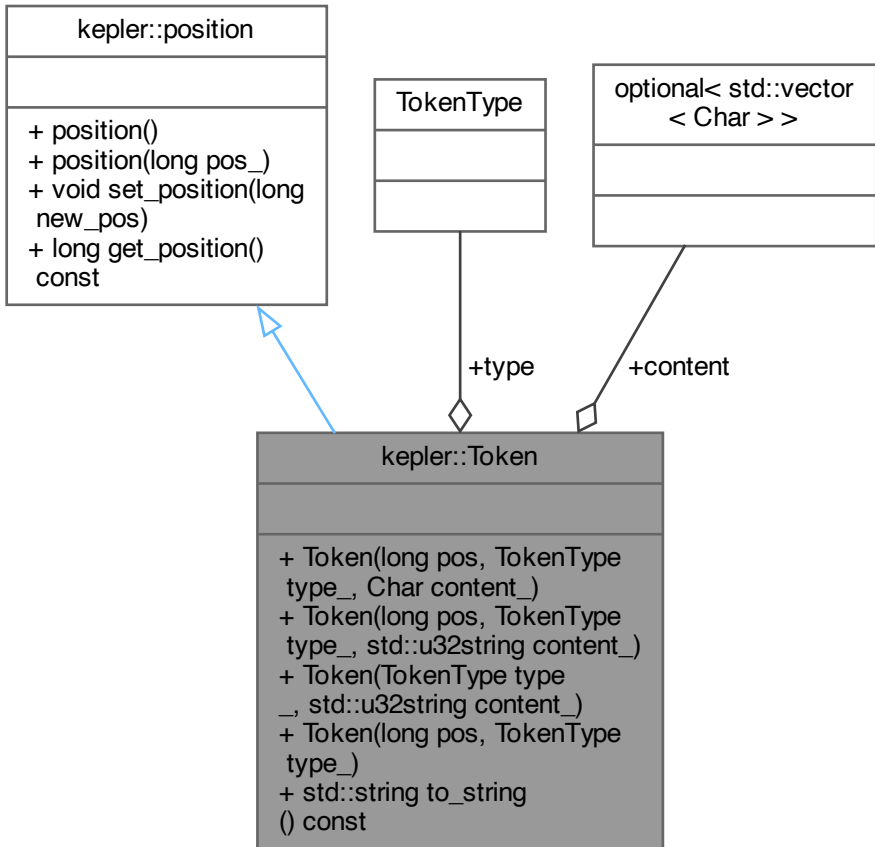 kepler::position
+ position()
+ position(long pos_)
+ void set_position(long
new_pos)
+ long get_position()
const
TokenType
optional< std::vector
< Char > >
+type
+content
kepler::Token
+ Token(long pos, TokenType
type_, Char content_)
+ Token(long pos, TokenType
type_, std::u32string content_)
+ Token(TokenType type
_, std::u32string content_)
+ Token(long pos, TokenType
type_)
+ std::string to_string
() const